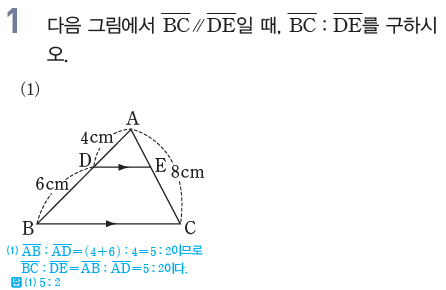 1 다음 그림에서 BC∥DE일 때, BC : DE를 구하시
오.
(1)
A
4cm
D
E
8cm
6cm
B
C
(1) AB : AD=(4+6) : 4=5 : 2이므로
BC : DE=AB : AD=5 : 2이다.
답 (1) 5 : 2